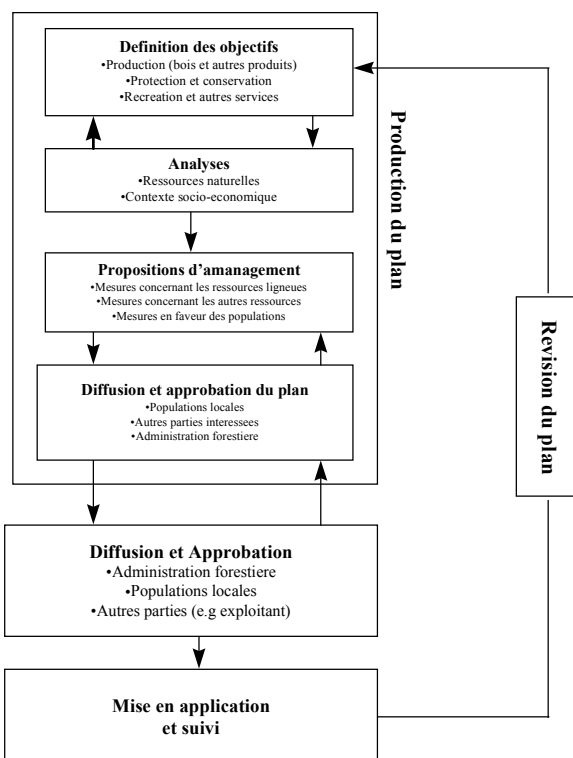 Definition des objectifs
•Production (bois et autres produits)
•Protection et conservation
•Recreation et autres services
Analyses
•Ressources naturelles
•Contexte socio-economique
Propositions d'amanagement
•Mesures concernant les ressources ligneues
•Mesures concernant les autres ressources
•Mesures en faveur des populations
Diffusion et approbation du plan
•Populations locales
•Autres parties interessees
•Administration forestiere
Production du plan
Diffusion et Approbation
•Administration forestiere
•Populations locales
•Autres parties (e.g exploitant)
Mise en application
et suivi
Revision du plan